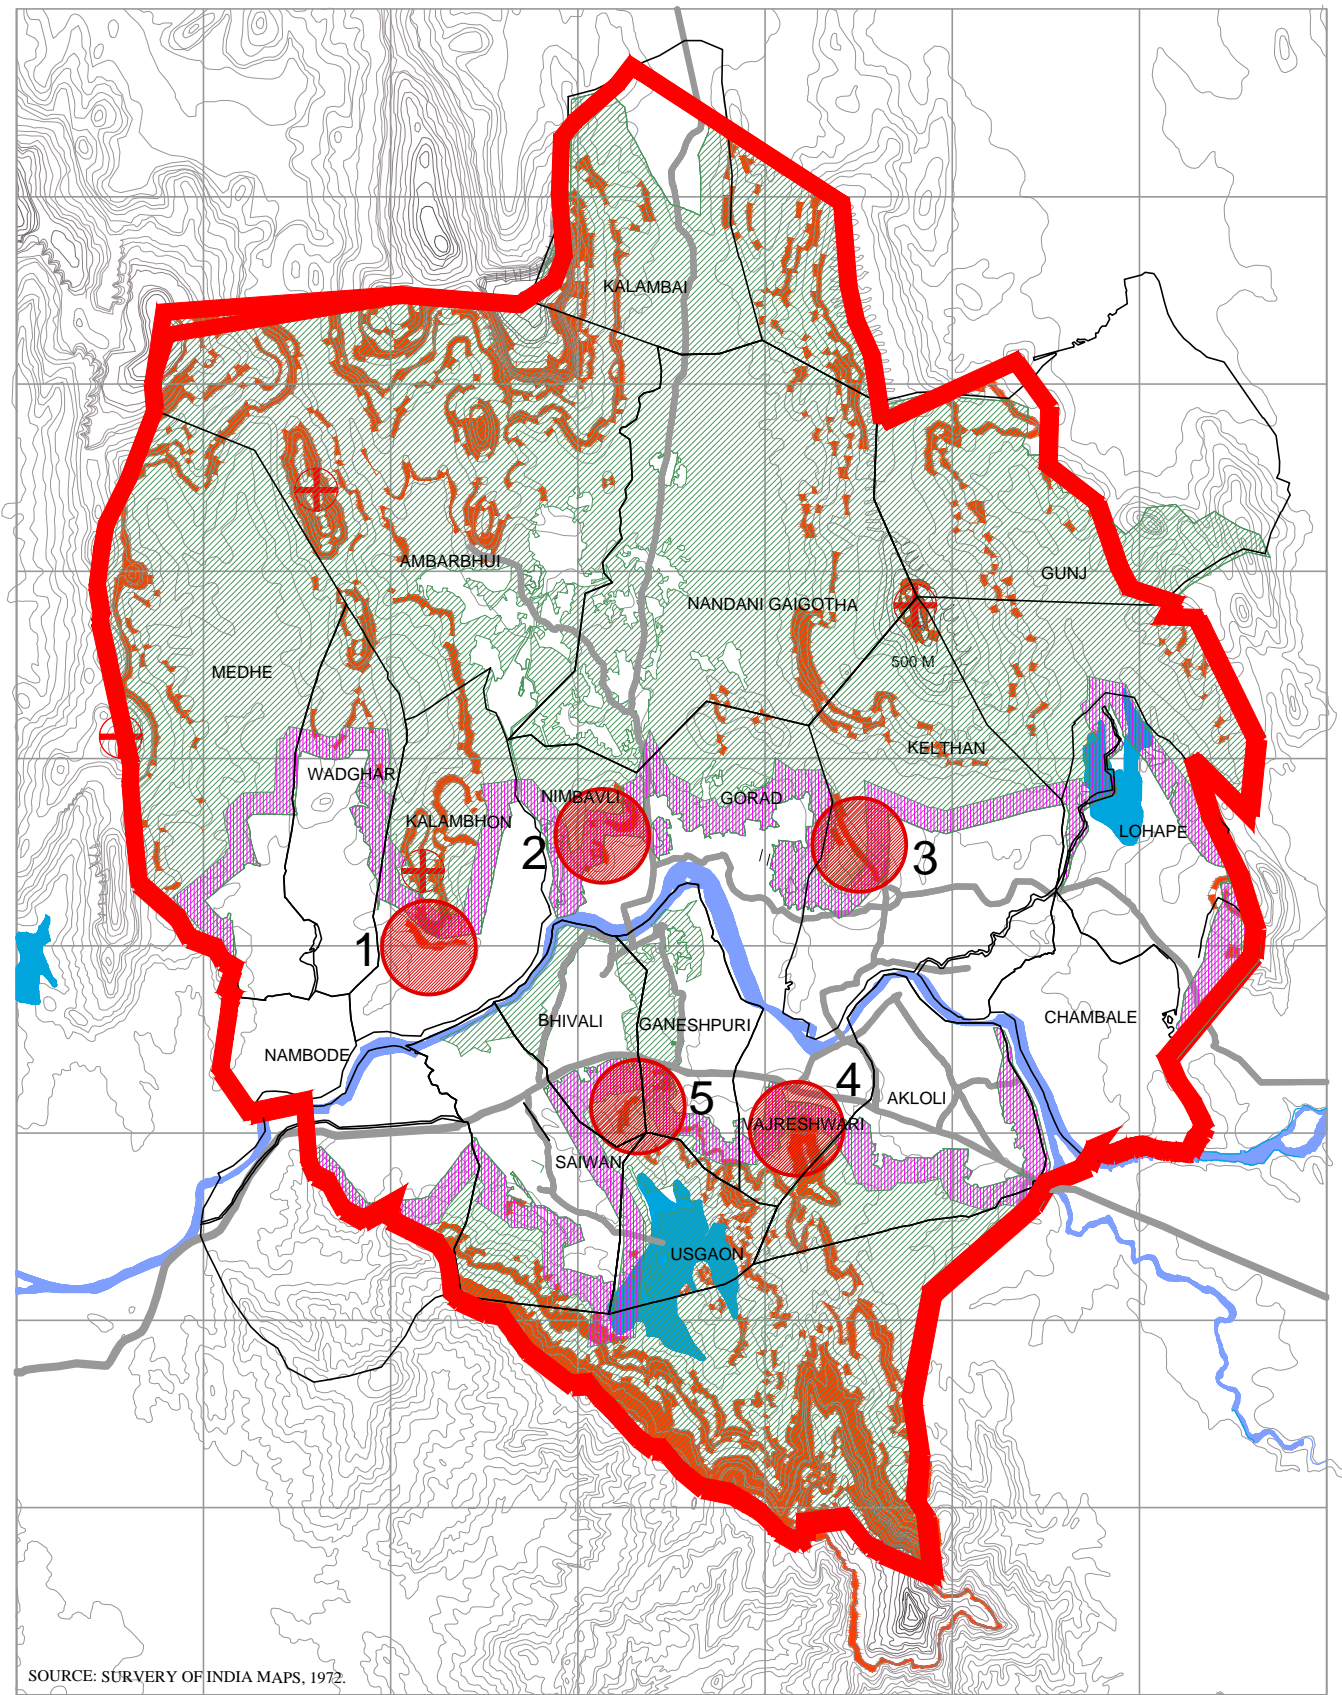 KALAMBAI
AMBARBHUI
GUNJ
NANDANI GAIGOTHA
500 M
MEDHE
KELTHAN
WADGHAR
NIMBAVLI
GORAD
KALAMBHON
LOHAPE
2
3
1
BHIVALI
GANESHPURI
CHAMBALE
NAMBODE
4
5
AKLOLI
VAJRESHWARI
SAIWAN
USGAON
SOURCE: SURVERY OF INDIA MAPS, 1972.